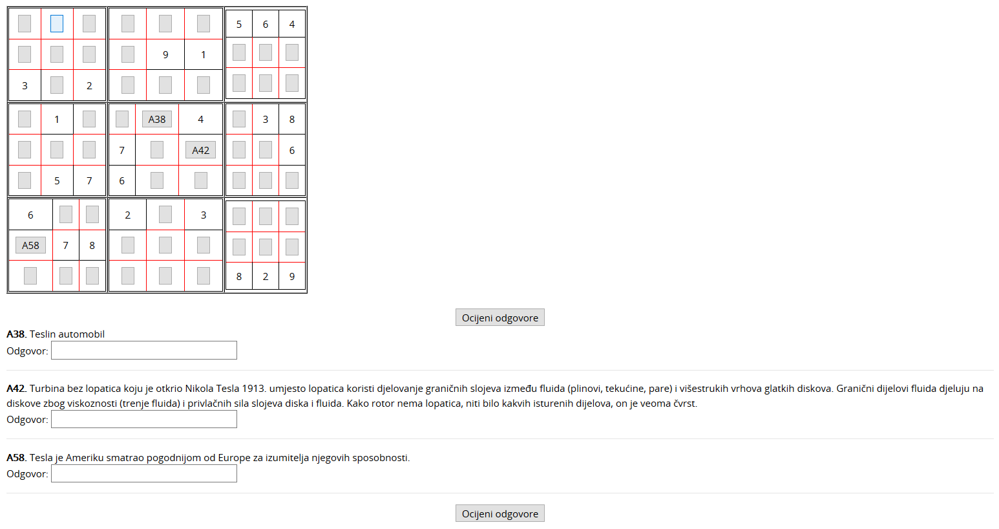 5 6 4
9 1
3 2
1 A38 4 3 8
7 A42 6
5 7 6
6 2 3
A58 7 8
8 2 9
Ocijeni odgovore
A38. Teslin automobil
Odgovor:
A42. Turbina bez lopatica koju je otkrio Nikola Tesla 1913. umjesto lopatica koristi djelovanje graničnih slojeva između fluida (plinovi, tekućine, pare) i višestrukih vrhova glatkih diskova. Granični dijelovi fluida djeluju na
diskove zbog viskoznosti (trenje fluida) i privlačnih sila slojeva diska i fluida. Kako rotor nema lopatica, niti bilo kakvih isturenih dijelova, on je veoma čvrst.
Odgovor:
A58. Tesla je Ameriku smatrao pogodnijom od Europe za izumitelja njegovih sposobnosti.
Odgovor:
Ocijeni odgovore